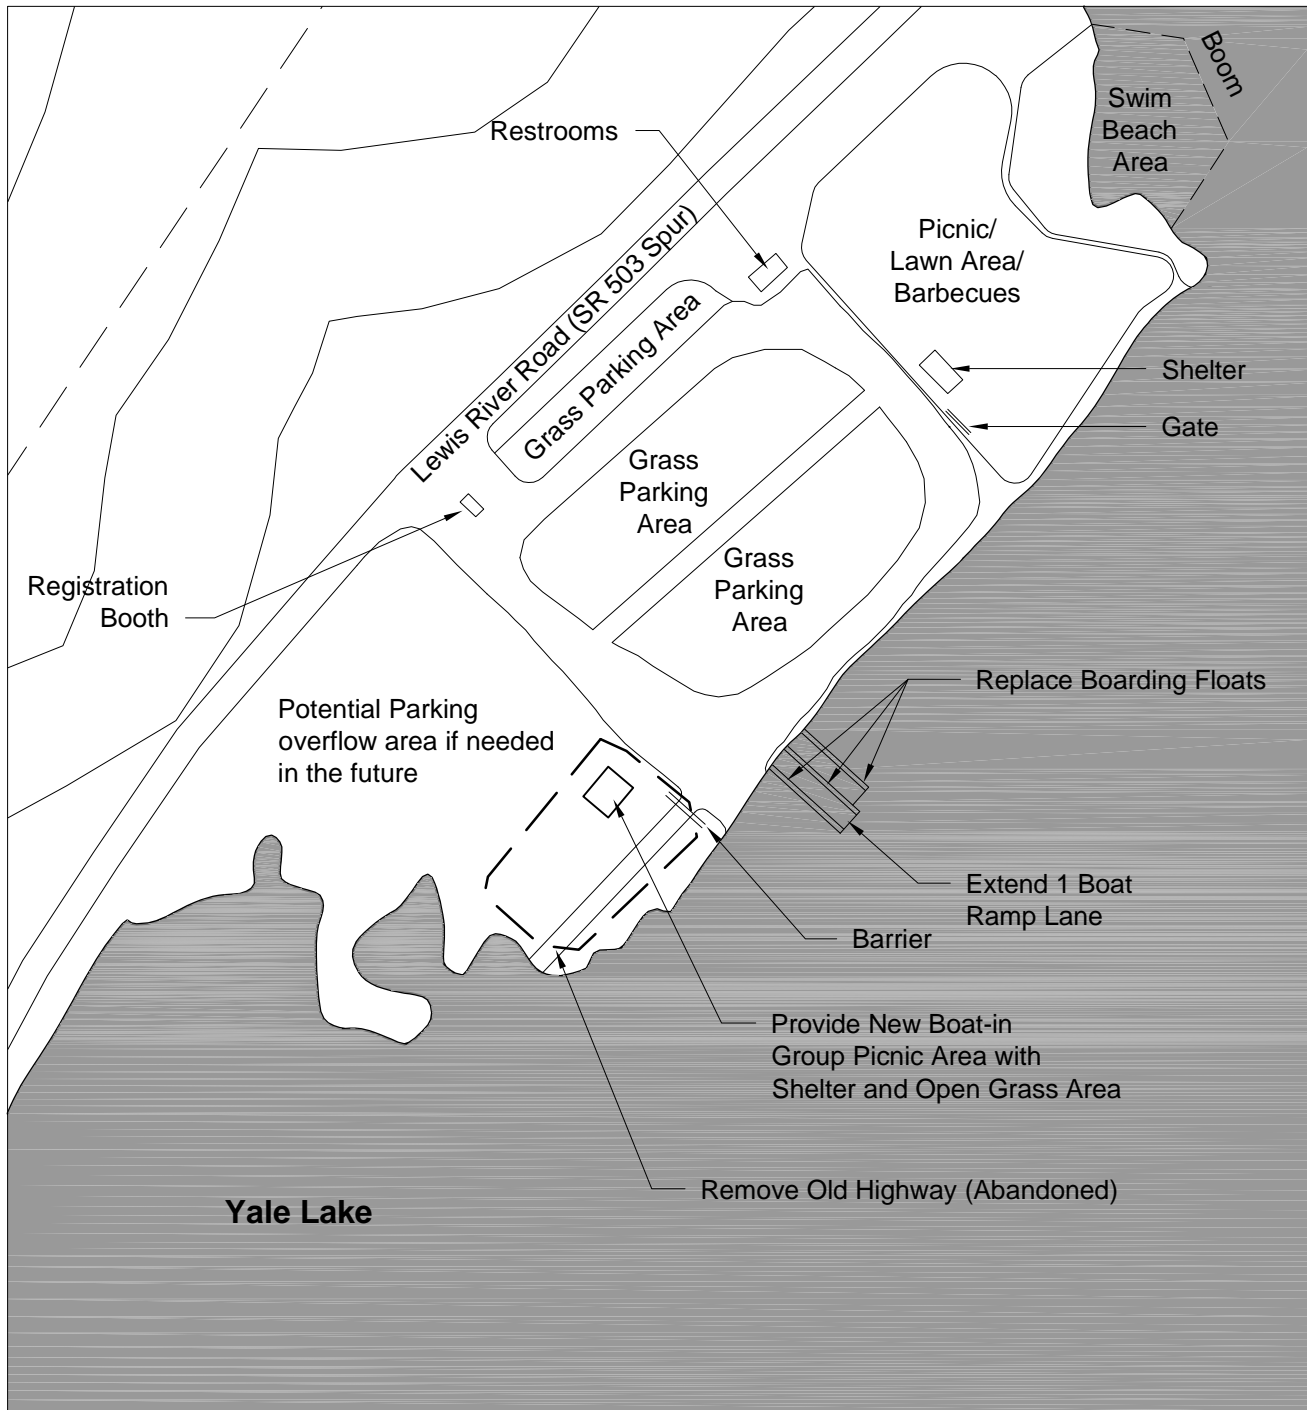 Boom
Swim
Beach
Area
Restrooms
Picnic/
Lawn Area/
Barbecues
Lewis River Road (SR 503 Spur)
Grass Parking Area
Shelter
Gate
Grass
Parking
Area
Grass
Parking
Area
Registration
Booth
Replace Boarding Floats
Potential Parking
overflow area if needed
in the future
Extend 1 Boat
Ramp Lane
Barrier
Provide New Boat-in
Group Picnic Area with
Shelter and Open Grass Area
Remove Old Highway (Abandoned)
Yale Lake